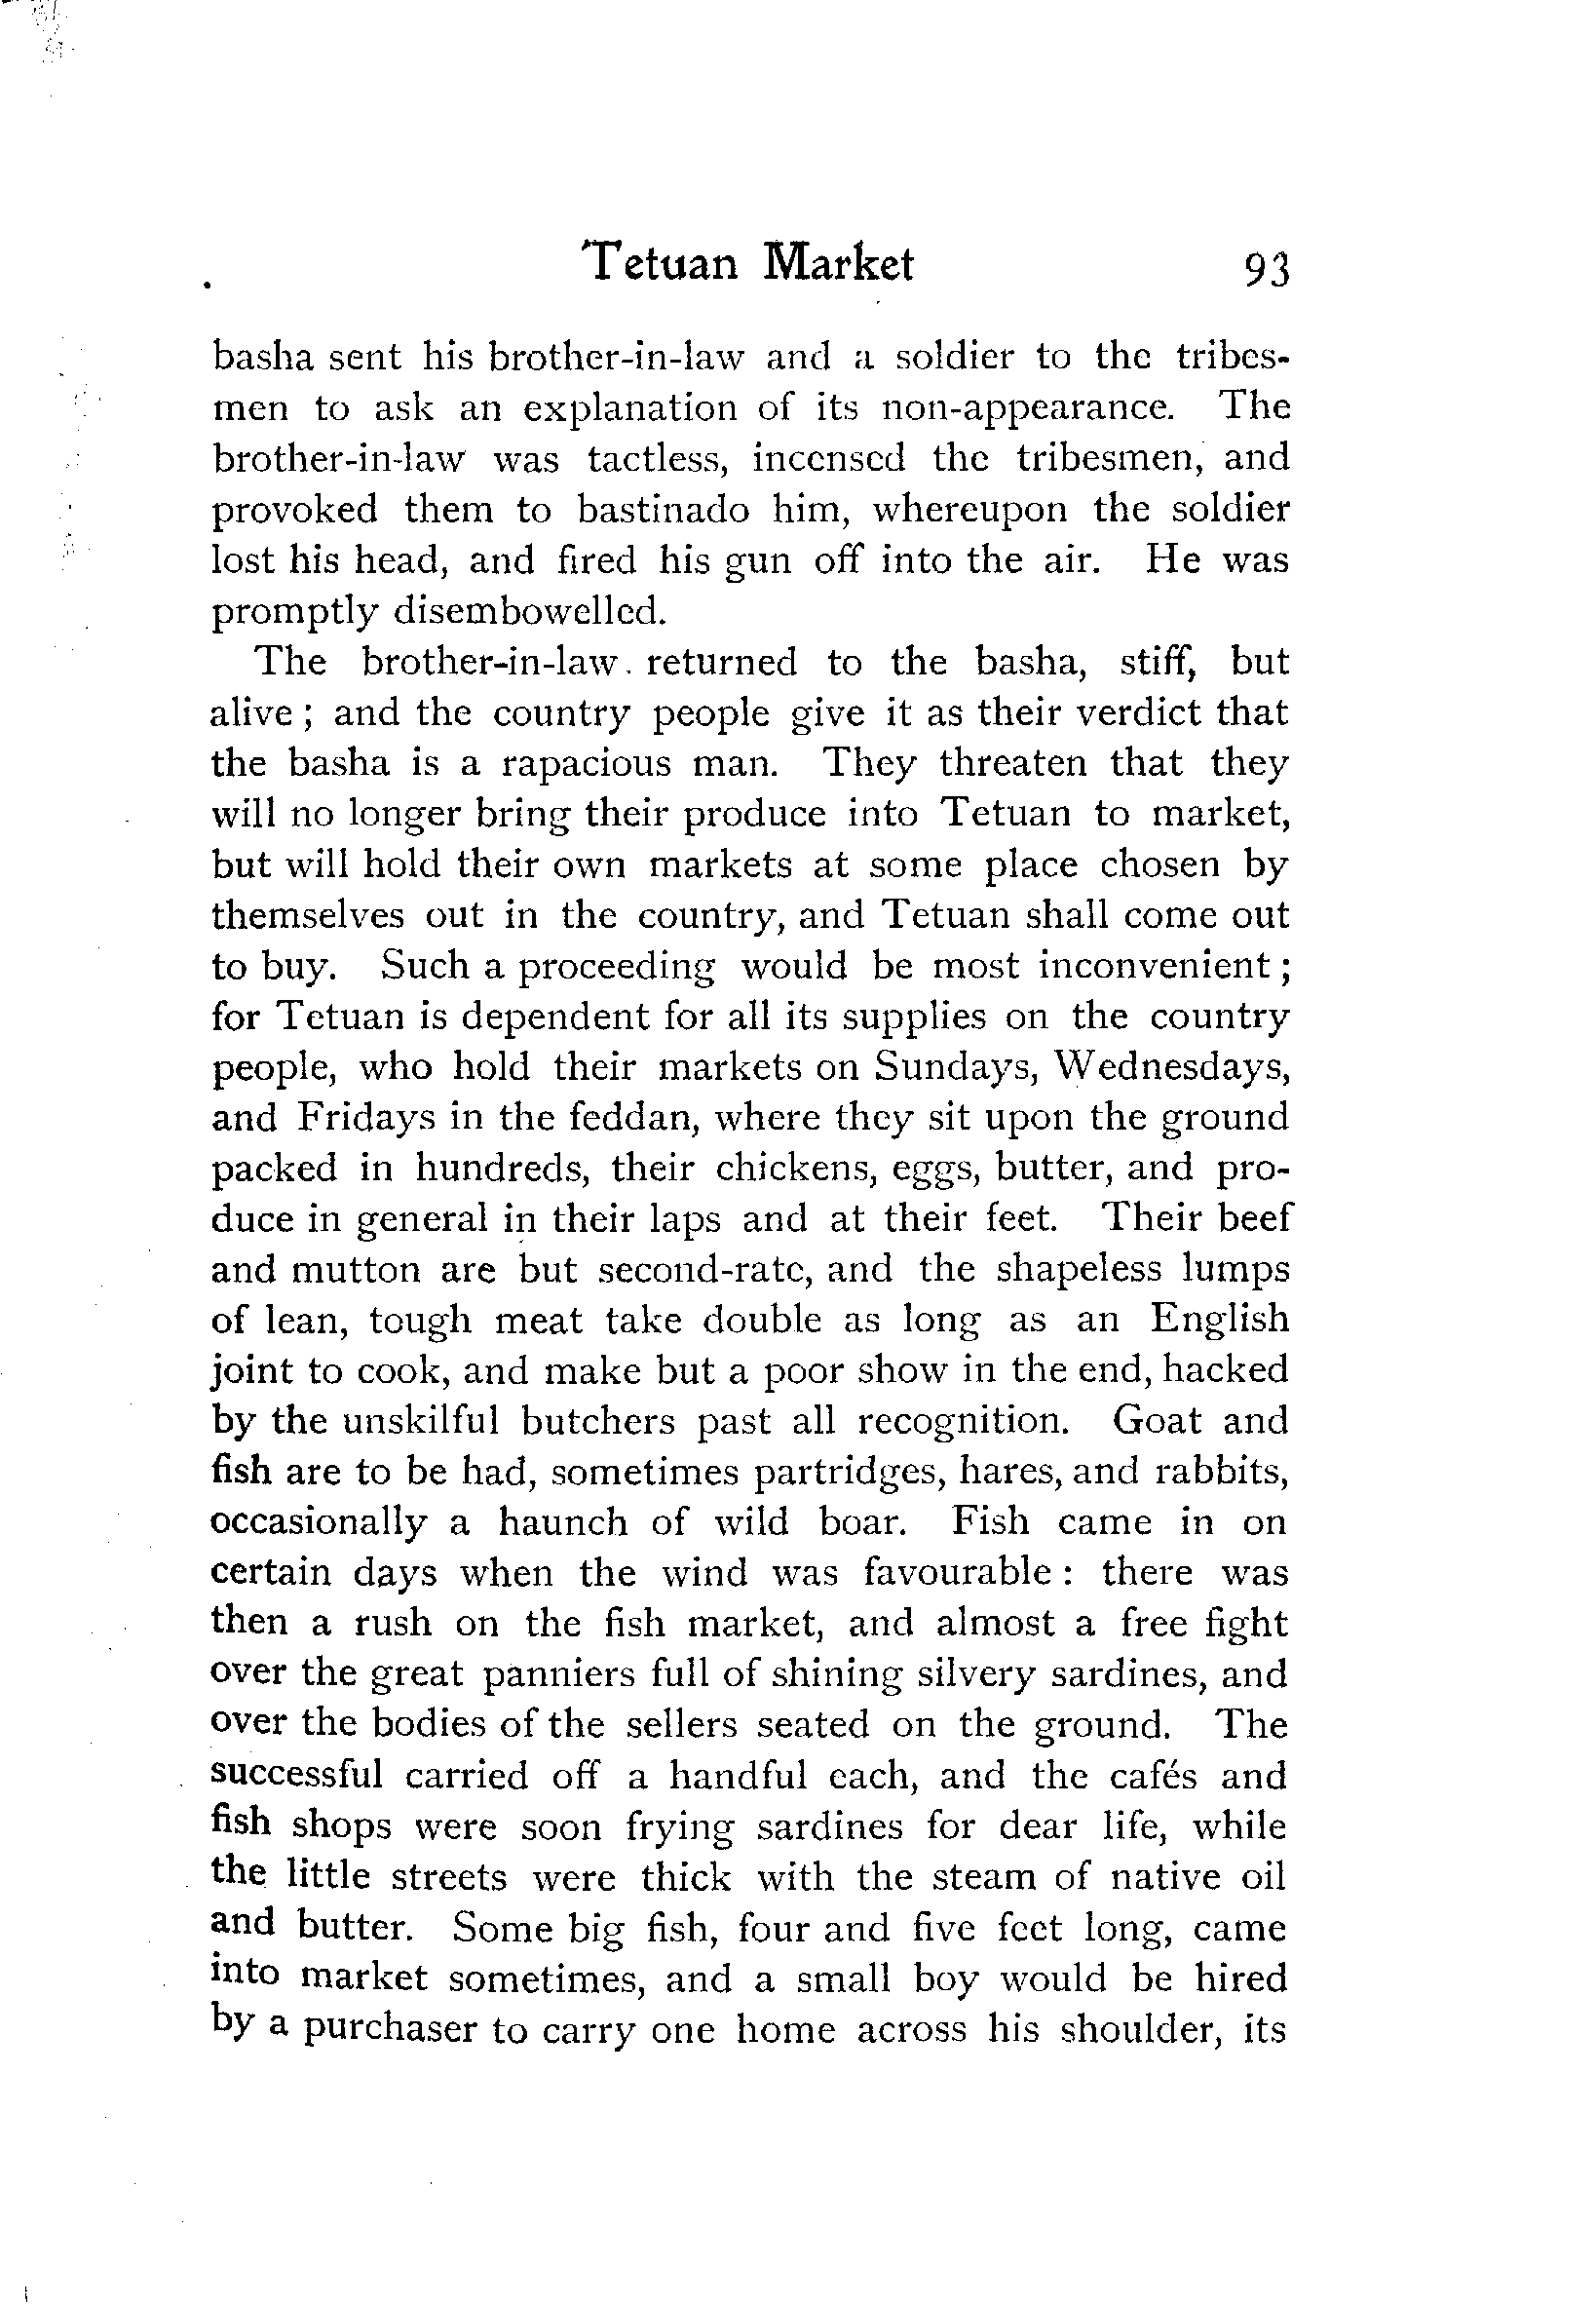 Tetuan Market 93
basha sent his brother-in-law and a soldier to the tribes-
men to ask an explanation of its non-appearance. The
brother-in-law was tactless, incensed the tribesmen, and
provoked them to bastinado him, whereupon the soldier
lost his head, and fired his gun off into the air. He was
promptly disembowelled.
The brother-in-law returned to the basha, stiff, but
alive; and the country people give it as their verdict that
the basha is a rapacious man. They threaten that they
will no longer bring their produce into Tetuan to market,
but will hold their own markets at some place chosen by
themselves out in the country, and Tetuan shall come out
to buy. Such a proceeding would be most inconvenient;
for Tetuan is dependent for all its supplies on the country
people, who hold their markets on Sundays, Wednesdays,
and Fridays in the feddan, where they sit upon the ground
packed in hundreds, their chickens, eggs, butter, and pro-
duce in general in their laps and at their feet. Their beef
and mutton are but second-rate, and the shapeless lumps
of lean, tough meat take double as long as an English
joint to cook, and make but a poor show in the end, hacked
by the unskilful butchers past all recognition. Goat and
fish are to be had, sometimes partridges, hares, and rabbits,
occasionally a haunch of wild boar. Fish came in on
certain days when the wind was favourable: there was
then a rush on the fish market, and almost a free fight
over the great panniers full of shining silvery sardines, and
over the bodies of the sellers seated on the ground. The
successful carried off a handful each, and the cafés and
fish shops were soon frying sardines for dear life, while
the little streets were thick with the steam of native oil
and butter. Some big fish, four and five feet long, came
into market sometimes, and a small boy would be hired
by a purchaser to carry one home across his shoulder, its